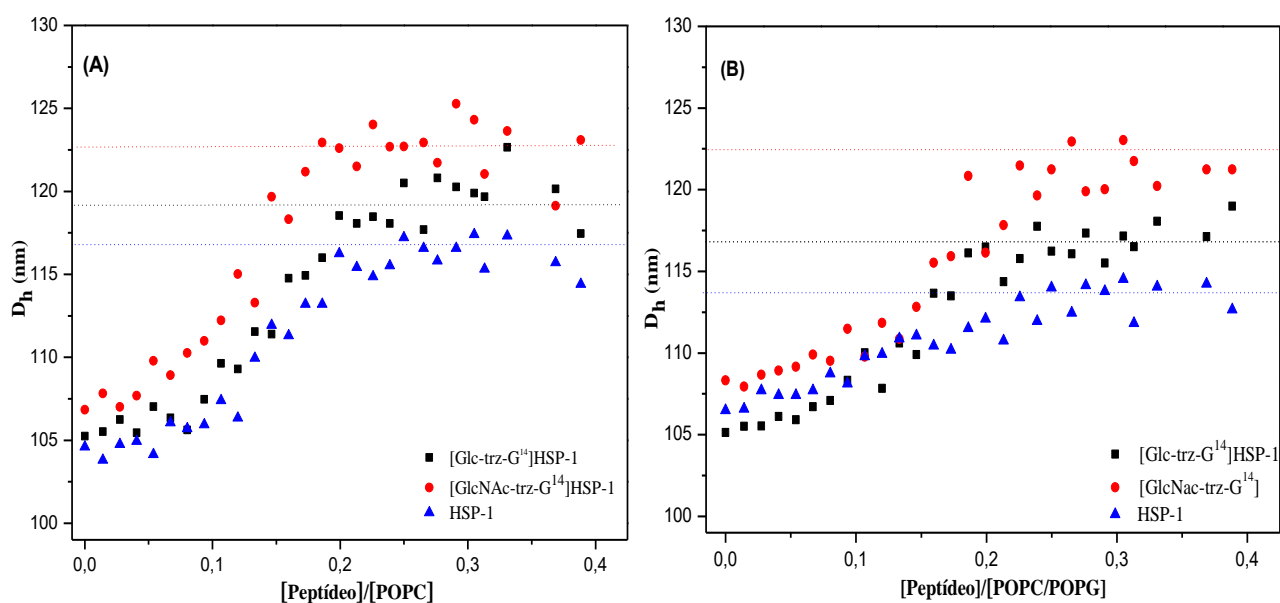 130
125
120
115
110
105
100
D_h (nm)
(A)
[Glc-trz-G¹⁴]HSP-1
[GlcNAc-trz-G¹⁴]HSP-1
HSP-1
0,0 0,1 0,2 0,3 0,4
[Peptídeo]/[POPC]
130
125
120
115
110
105
100
D_h (nm)
(B)
[Glc-trz-G¹⁴]HSP-1
[GlcNac-trz-G¹⁴]
HSP-1
0,0 0,1 0,2 0,3 0,4
[Peptídeo]/[POPC/POPG]